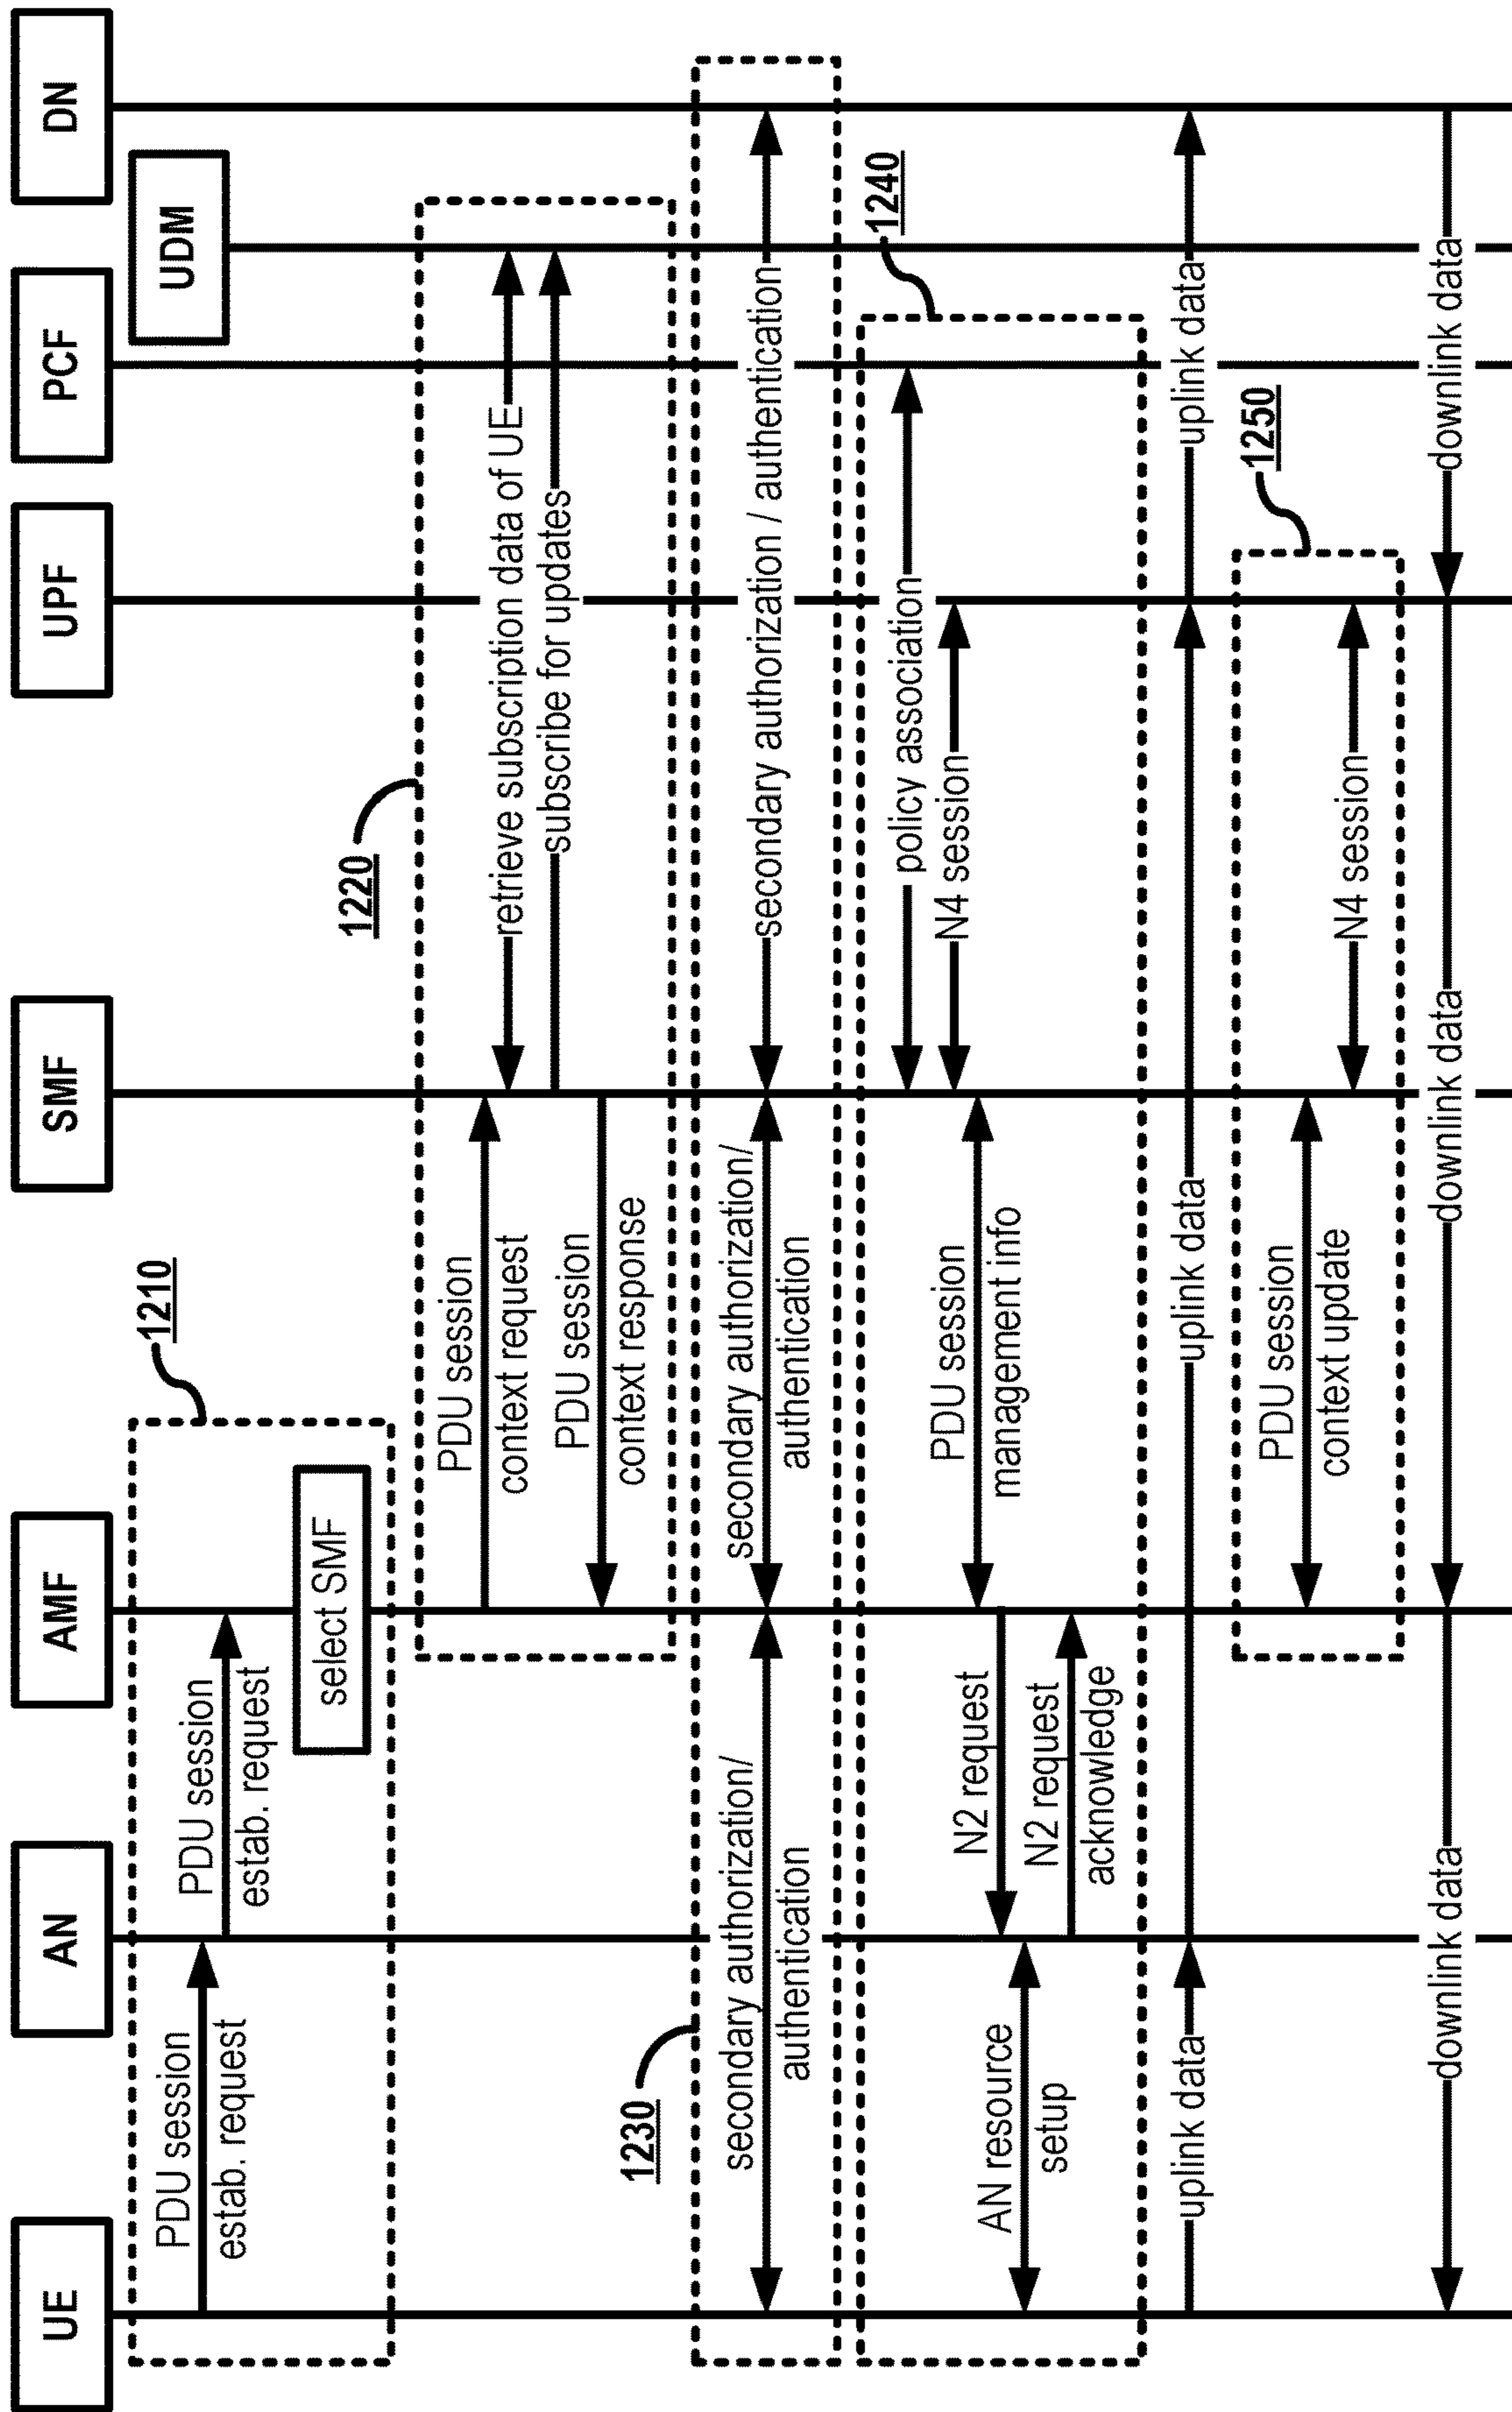 UE
AN
AMF
SMF
UPF
PCF
UDM
DN
1210
PDU session
estab. request
PDU session
estab. request
select SMF
1220
PDU session
context request
retrieve subscription data of UE
subscribe for updates
PDU session
context response
1230
secondary authorization/
authentication
secondary authorization/
authentication
secondary authorization / authentication
1240
policy association
N4 session
PDU session
management info
N2 request
AN resource
setup
N2 request
acknowledge
uplink data
uplink data
uplink data
1250
PDU session
context update
N4 session
downlink data
downlink data
downlink data